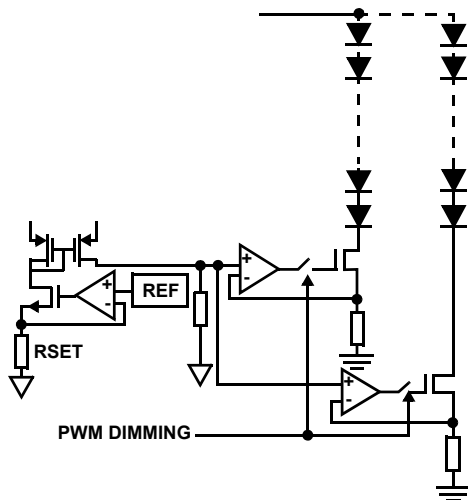 +
-
REF
+
-
RSET
+
-
PWM DIMMING